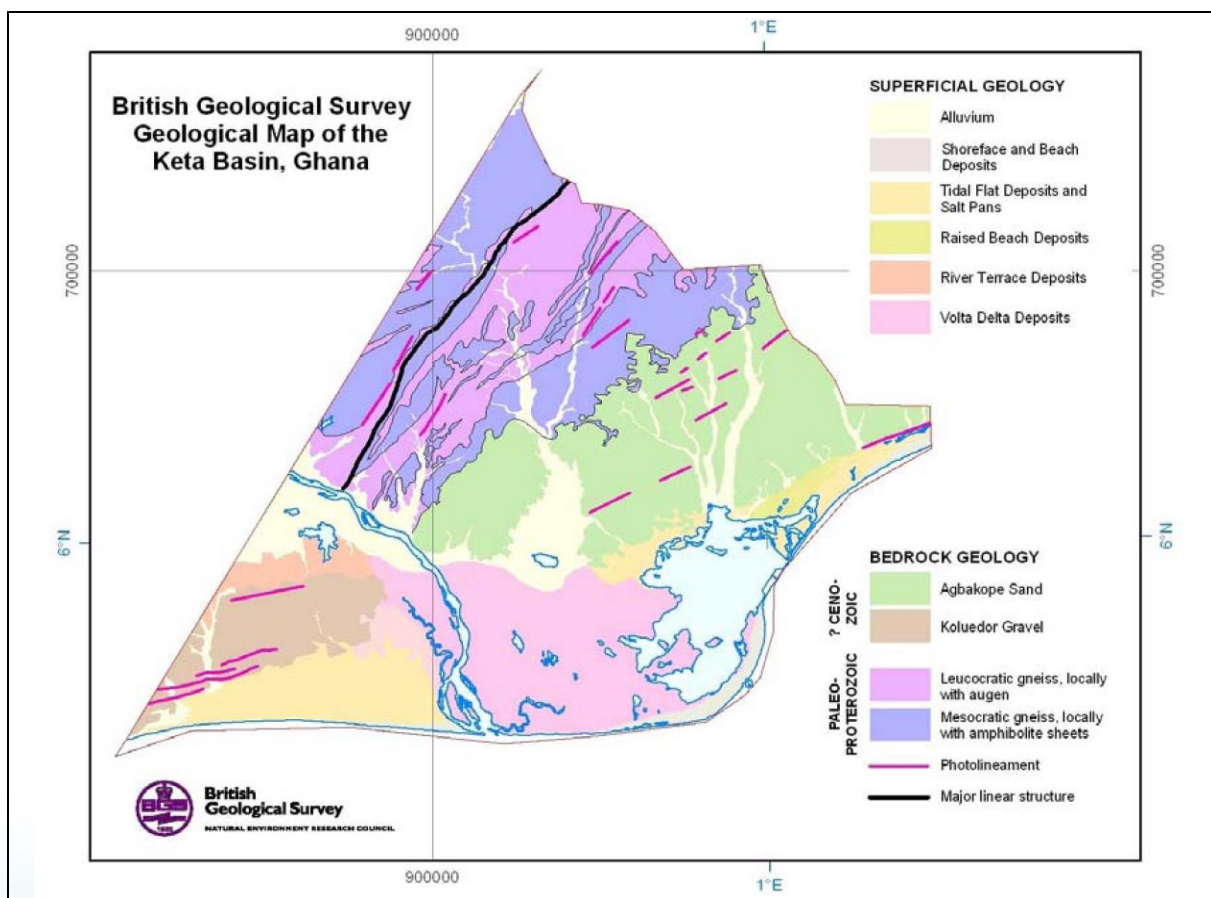 900000
1°E
British Geological Survey
Geological Map of the
Keta Basin, Ghana
SUPERFICIAL GEOLOGY
Alluvium
Shoreface and Beach
Deposits
Tidal Flat Deposits and
Salt Pans
Raised Beach Deposits
River Terrace Deposits
Volta Delta Deposits
700000
700000
6°N
6°N
BEDROCK GEOLOGY
? CENO-
ZOIC
Agbakope Sand
Koluedor Gravel
PALEO-
PROTEROZOIC
Leucocratic gneiss, locally
with augen
Mesocratic gneiss, locally
with amphibolite sheets
Photolineament
Major linear structure
BGS
1835
British
Geological Survey
NATURAL ENVIRONMENT RESEARCH COUNCIL
900000
1°E